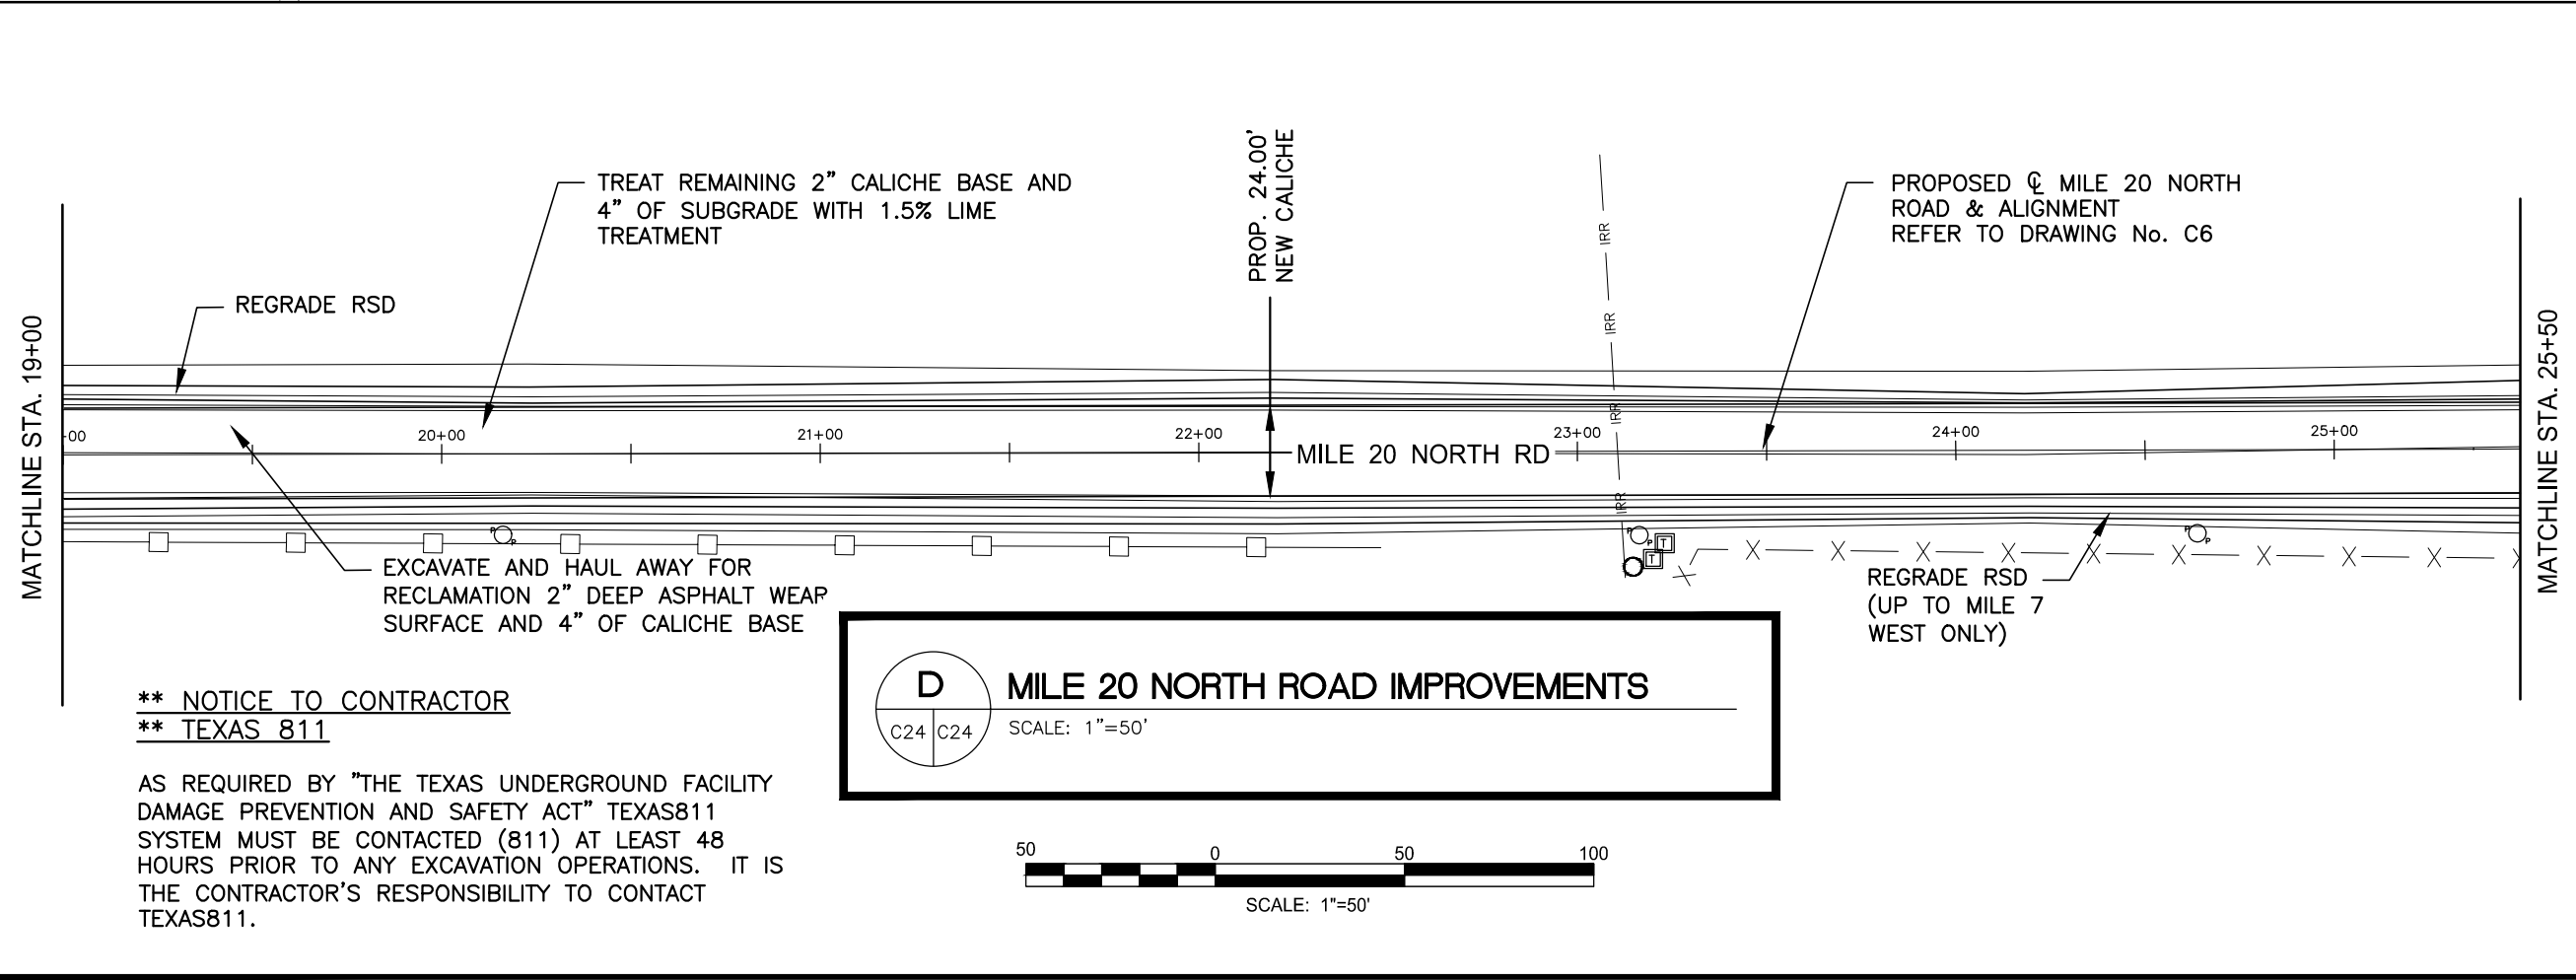 TREAT REMAINING 2" CALICHE BASE AND
4" OF SUBGRADE WITH 1.5% LIME
TREATMENT
PROP. 24.00'
NEW CALICHE
PROPOSED ℄ MILE 20 NORTH
ROAD & ALIGNMENT
REFER TO DRAWING No. C6
REGRADE RSD
MATCHLINE STA. 19+00
MATCHLINE STA. 25+50
IRR
IRR
IRR
IRR
+00
20+00
21+00
22+00
23+00
24+00
25+00
MILE 20 NORTH RD
P
P
P
P
T
T
P
P
EXCAVATE AND HAUL AWAY FOR
RECLAMATION 2" DEEP ASPHALT WEAR
SURFACE AND 4" OF CALICHE BASE
REGRADE RSD
(UP TO MILE 7
WEST ONLY)
D
C24 C24
MILE 20 NORTH ROAD IMPROVEMENTS
SCALE: 1"=50'
** NOTICE TO CONTRACTOR
** TEXAS 811
AS REQUIRED BY "THE TEXAS UNDERGROUND FACILITY
DAMAGE PREVENTION AND SAFETY ACT" TEXAS811
SYSTEM MUST BE CONTACTED (811) AT LEAST 48
HOURS PRIOR TO ANY EXCAVATION OPERATIONS. IT IS
THE CONTRACTOR'S RESPONSIBILITY TO CONTACT
TEXAS811.
50 0 50 100
SCALE: 1"=50'